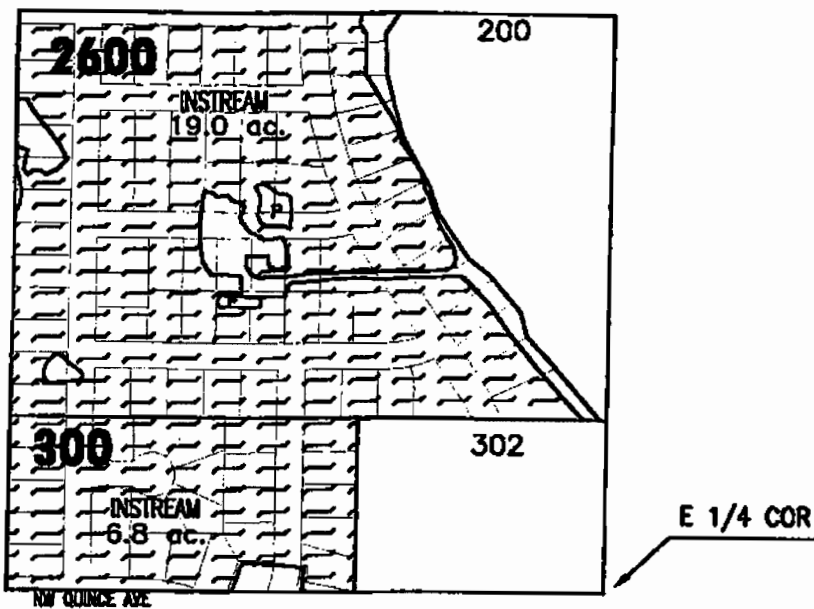 200
2600
INSTREAM
19.0 ac.
P
P
300
302
INSTREAM
6.8 ac.
E 1/4 COR
NW QUINCE AVE